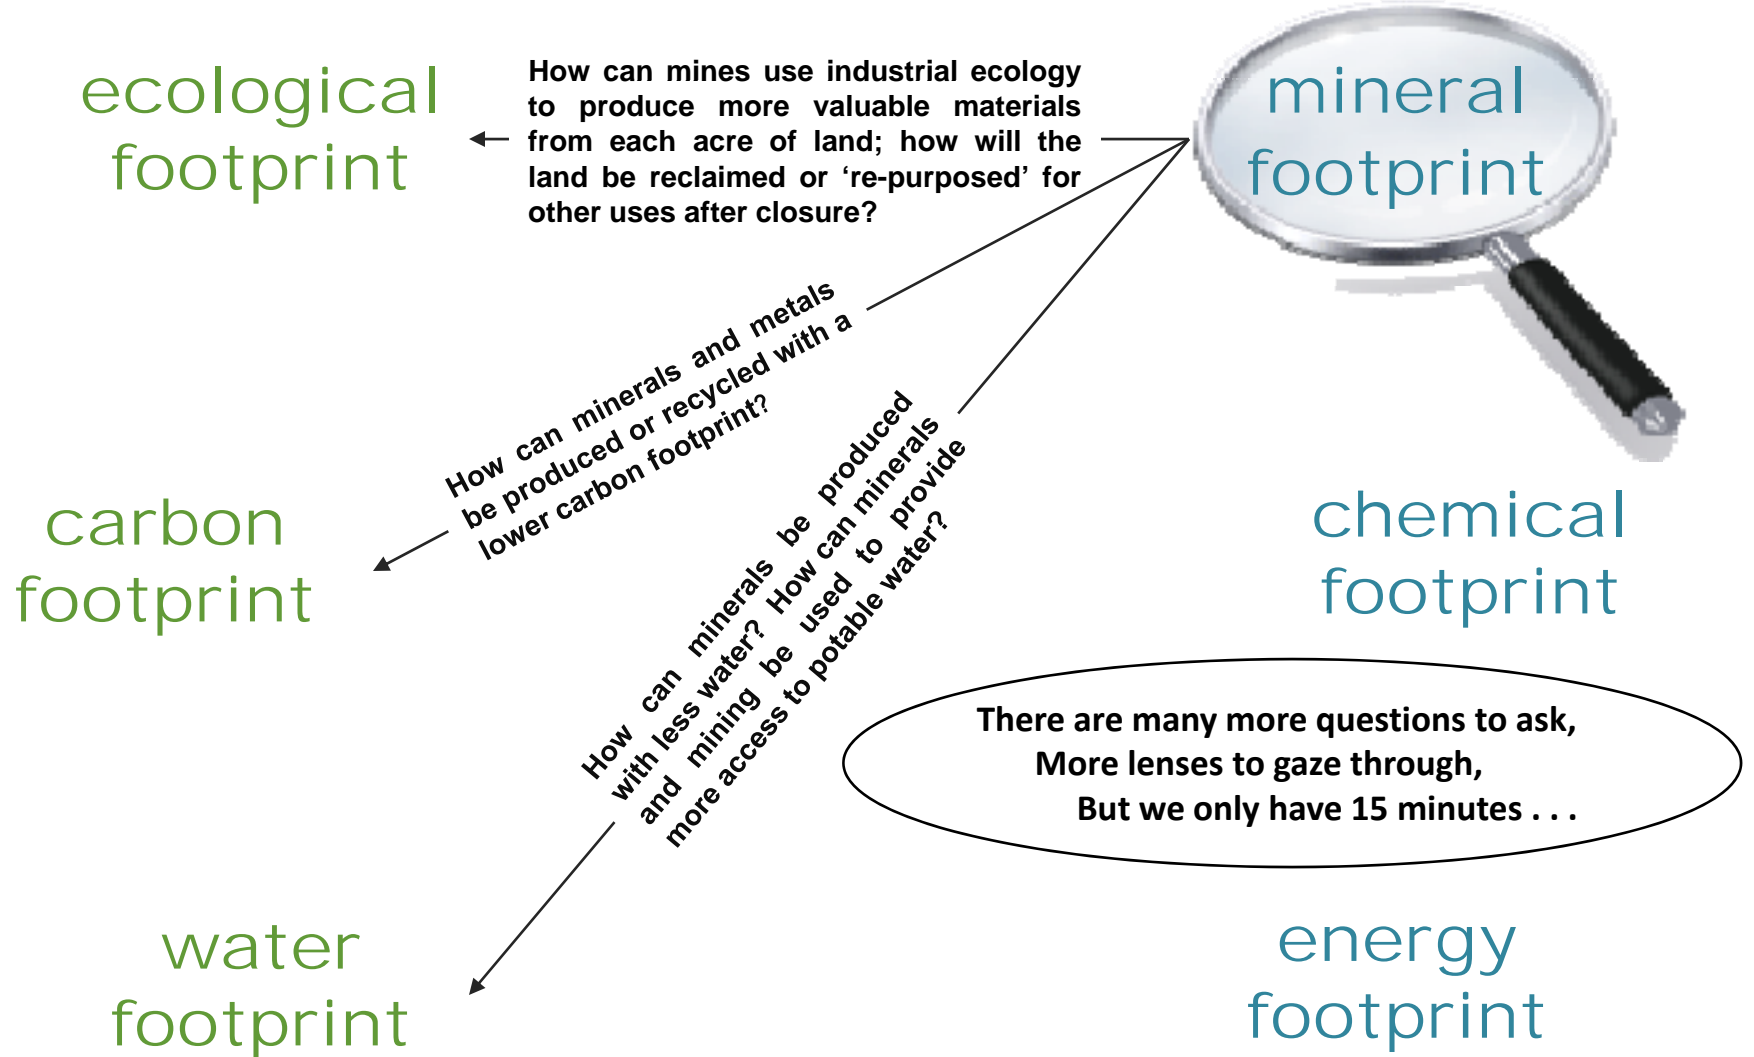 ecological
footprint
How can mines use industrial ecology
to produce more valuable materials
from each acre of land; how will the
land be reclaimed or ‘re-purposed’ for
other uses after closure?
mineral
footprint
How can minerals and metals
be produced or recycled with a
lower carbon footprint?
carbon
footprint
How can minerals be produced
with less water? How can minerals
and mining be used to provide
more access to potable water?
chemical
footprint
There are many more questions to ask,
More lenses to gaze through,
But we only have 15 minutes . . .
water
footprint
energy
footprint